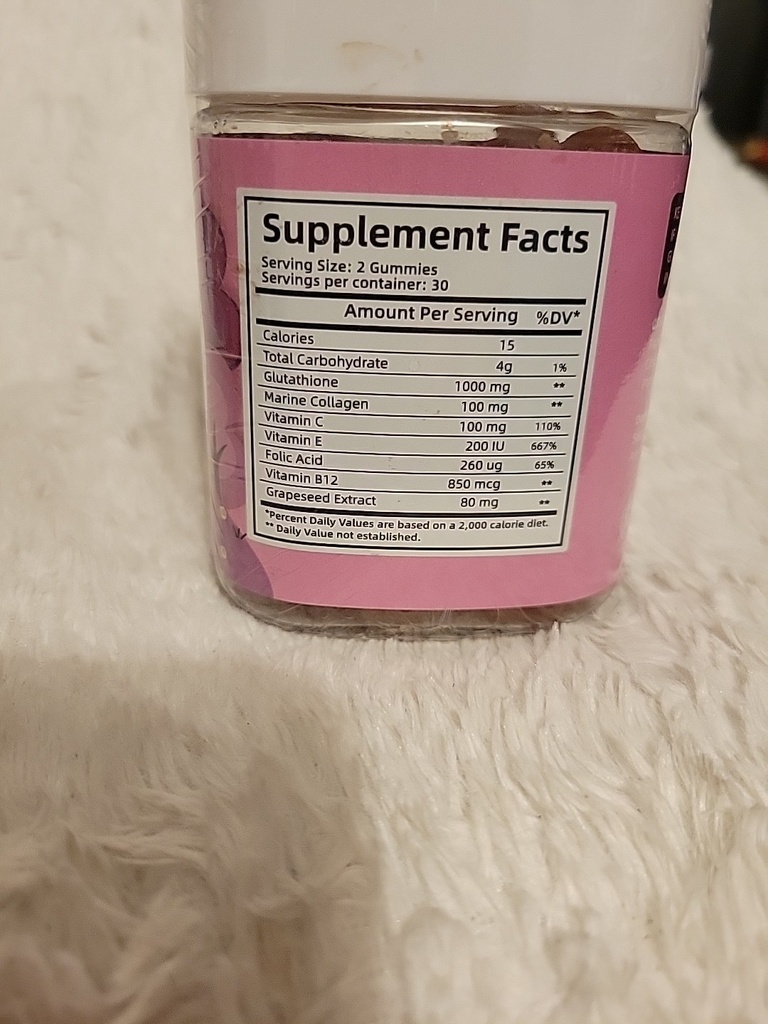 Supplement Facts
Serving Size: 2 Gummies
Servings per container: 30
Amount Per Serving %DV*
Calories 15
Total Carbohydrate 4g 1%
Glutathione 1000 mg **
Marine Collagen 100 mg **
Vitamin C 100 mg 110%
Vitamin E 200 IU 667%
Folic Acid 260 ug 65%
Vitamin B12 850 mcg **
Grapeseed Extract 80 mg **
*Percent Daily Values are based on a 2,000 calorie diet.
** Daily Value not established.